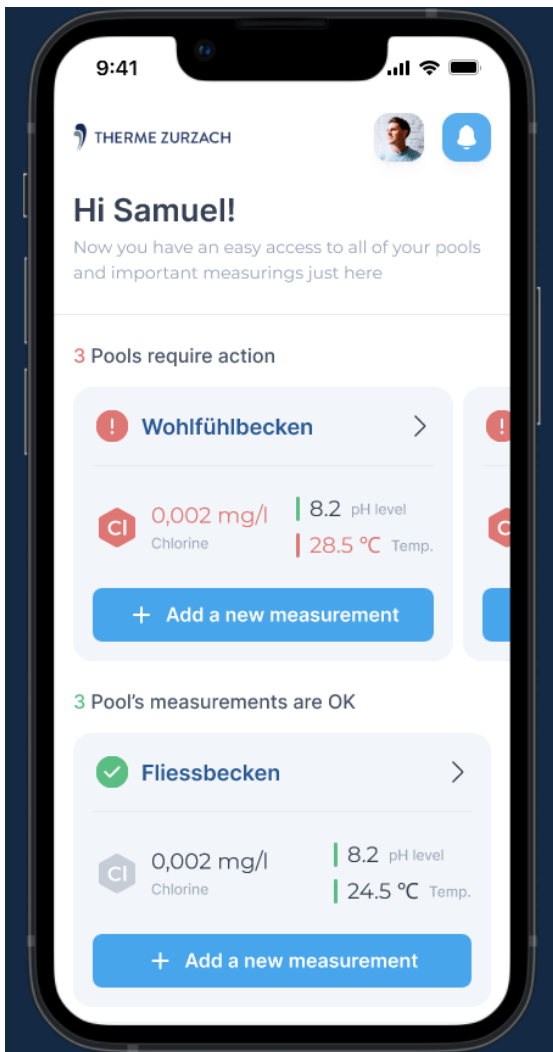 9:41
THERME ZURZACH
Hi Samuel!
Now you have an easy access to all of your pools
and important measurings just here
3 Pools require action
! Wohlfühlbecken
!
Cl 0,002 mg/l
Chlorine
8.2 pH level
28.5 °C Temp.
+ Add a new measurement
3 Pool’s measurements are OK
Fliessbecken
Cl 0,002 mg/l
Chlorine
8.2 pH level
24.5 °C Temp.
+ Add a new measurement